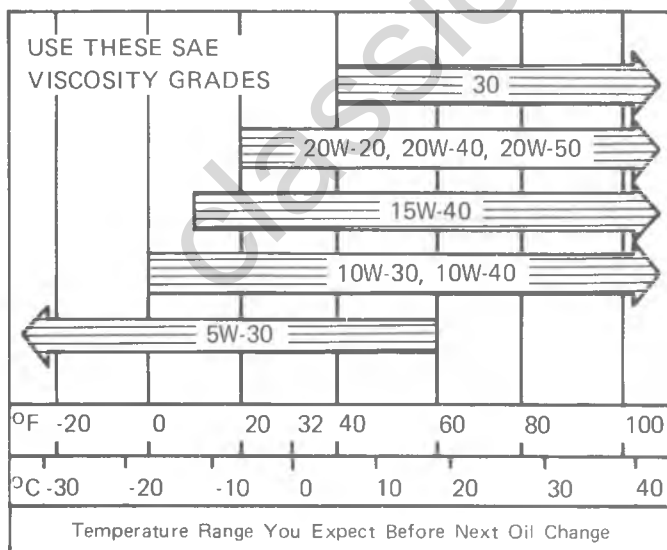 USE THESE SAE
VISCOSITY GRADES
30
20W-20, 20W-40, 20W-50
15W-40
10W-30, 10W-40
5W-30
°F -20 0 20 32 40 60 80 100
°C -30 -20 -10 0 10 20 30 40
Temperature Range You Expect Before Next Oil Change
classic